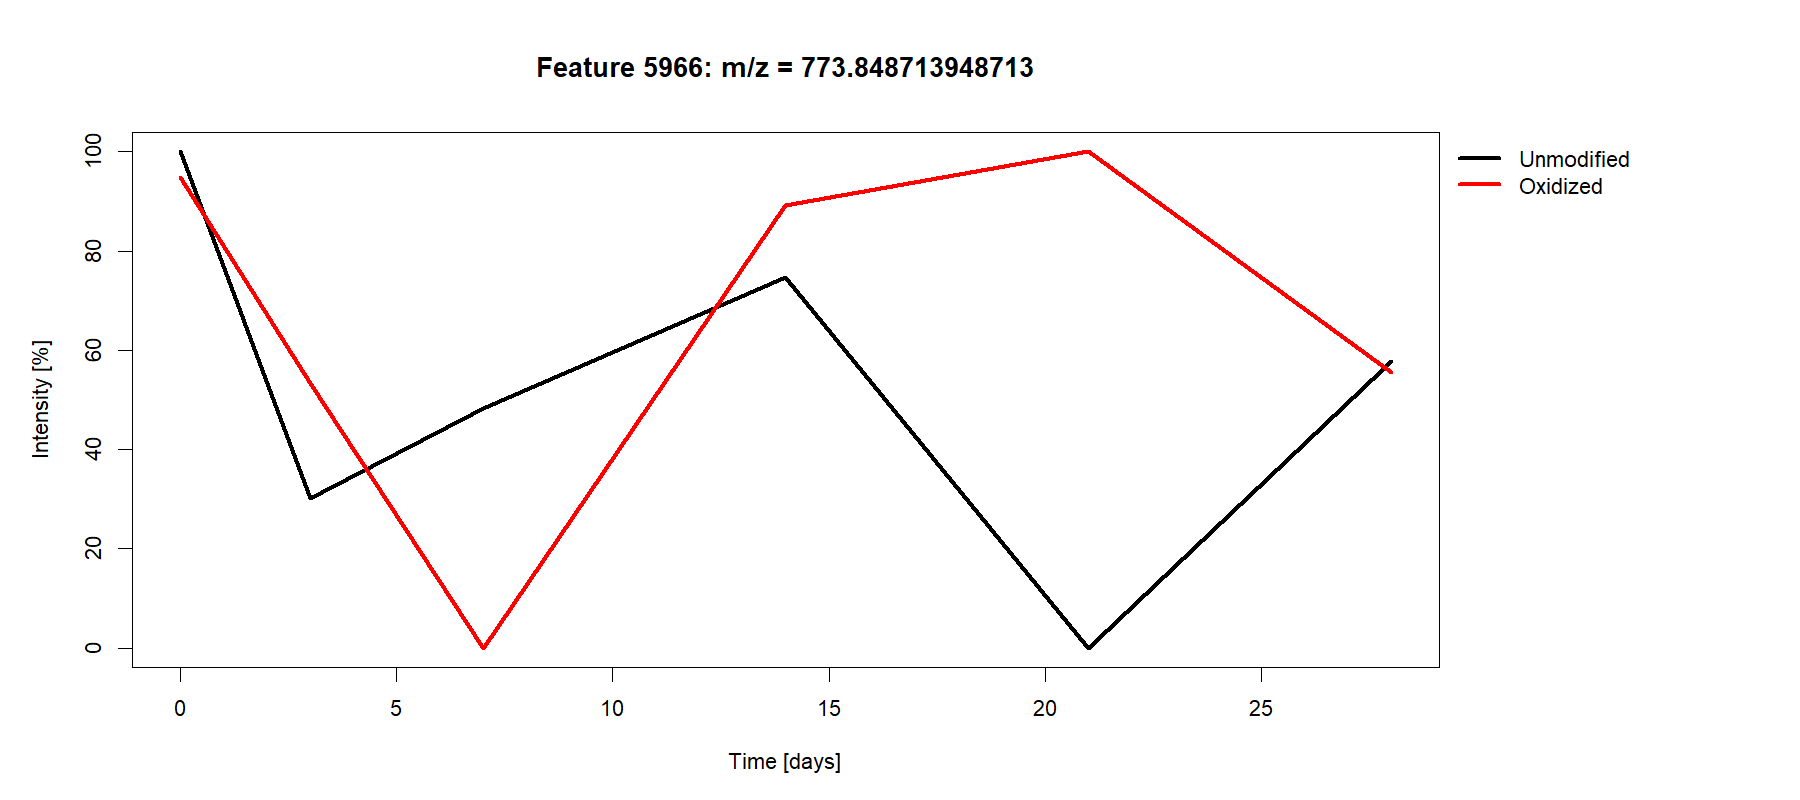 Feature 5966: m/z = 773.848713948713
Unmodified
Oxidized
Intensity [%]
100
80
60
40
20
0
0 5 10 15 20 25
Time [days]